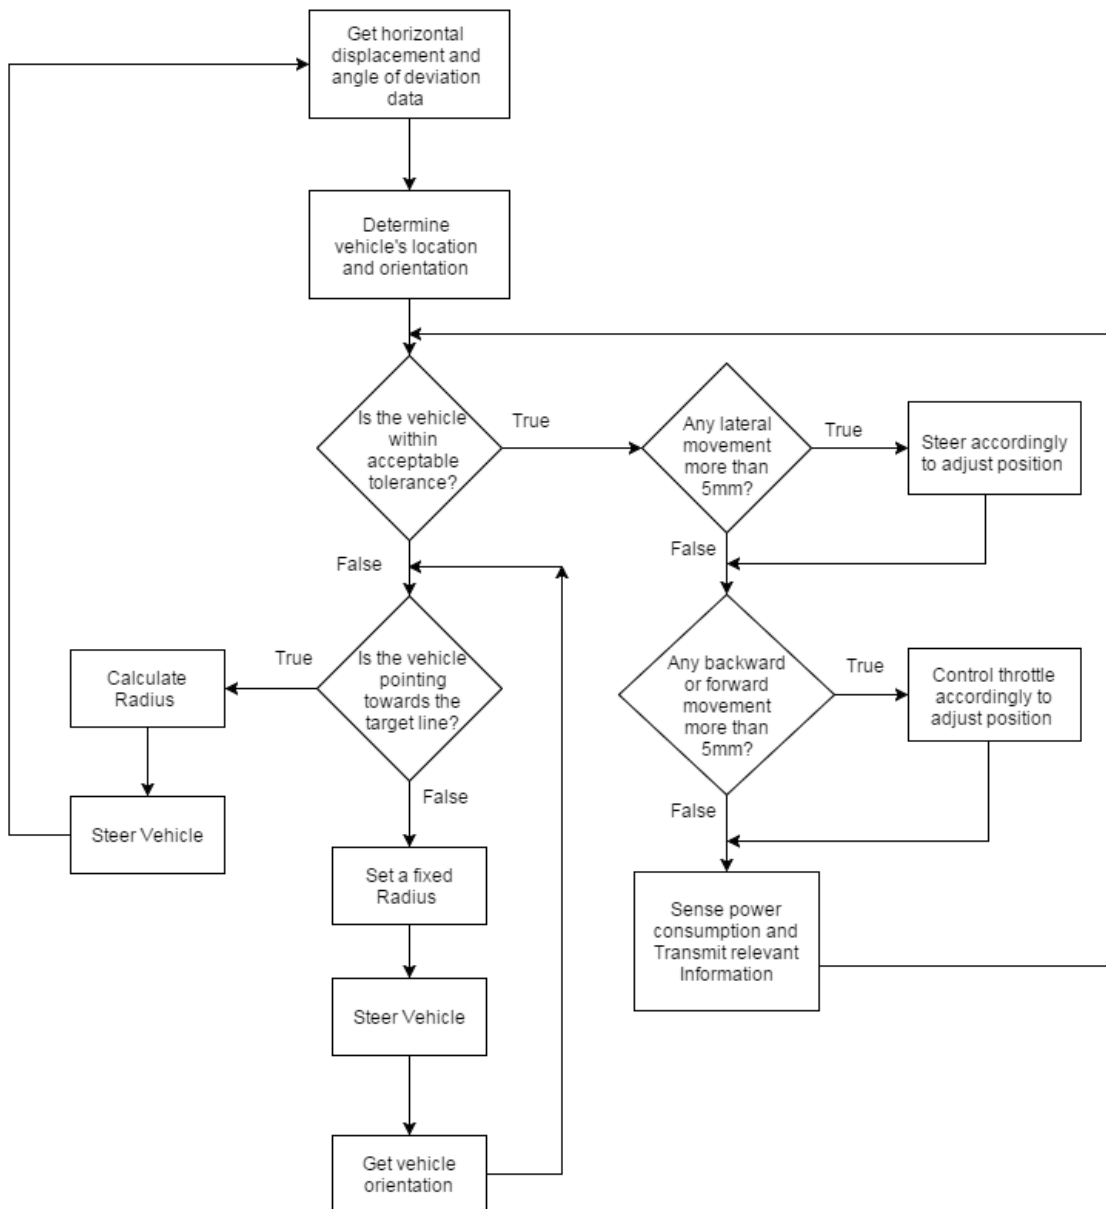 Get horizontal
displacement and
angle of deviation
data
Determine
vehicle's location
and orientation
Is the vehicle
within
acceptable
tolerance?
True
Any lateral
movement
more than
5mm?
True
Steer accordingly
to adjust position
False
False
Is the vehicle
pointing
towards the
target line?
True
Calculate
Radius
Steer Vehicle
False
Set a fixed
Radius
Steer Vehicle
Get vehicle
orientation
Any backward
or forward
movement
more than
5mm?
True
Control throttle
accordingly to
adjust position
False
Sense power
consumption and
Transmit relevant
Information